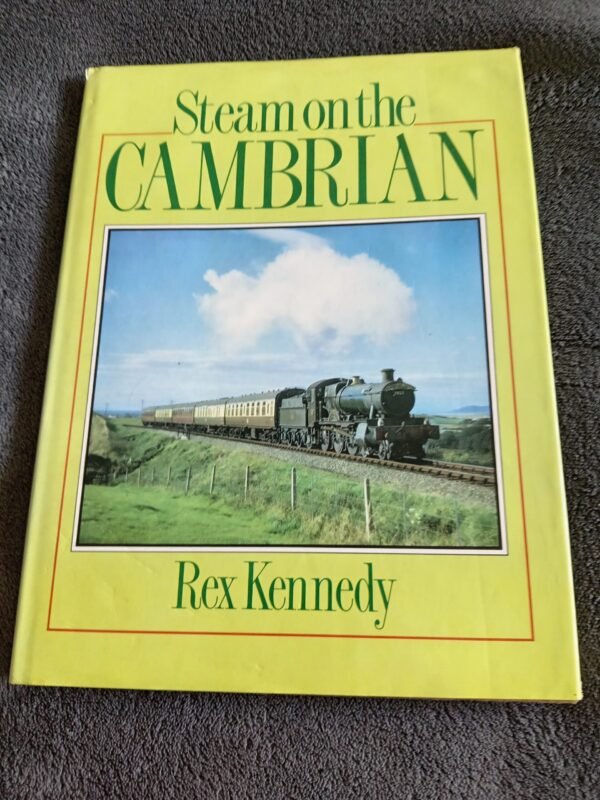 Steam on the
CAMBRIAN
Rex Kennedy